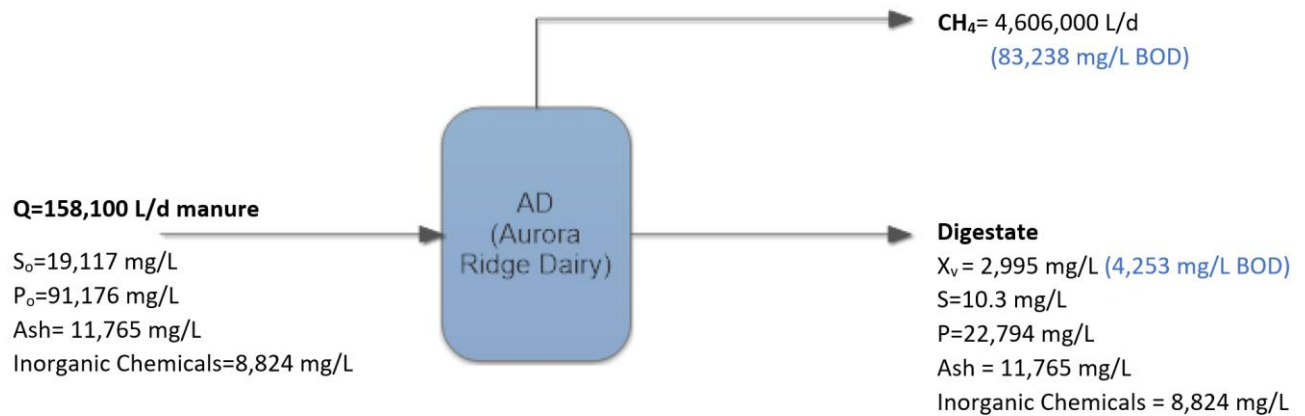 CH₄= 4,606,000 L/d
(83,238 mg/L BOD)
Q=158,100 L/d manure
Sₒ=19,117 mg/L
Pₒ=91,176 mg/L
Ash= 11,765 mg/L
Inorganic Chemicals=8,824 mg/L
AD
(Aurora
Ridge Dairy)
Digestate
Xᵥ = 2,995 mg/L (4,253 mg/L BOD)
S=10.3 mg/L
P=22,794 mg/L
Ash = 11,765 mg/L
Inorganic Chemicals = 8,824 mg/L